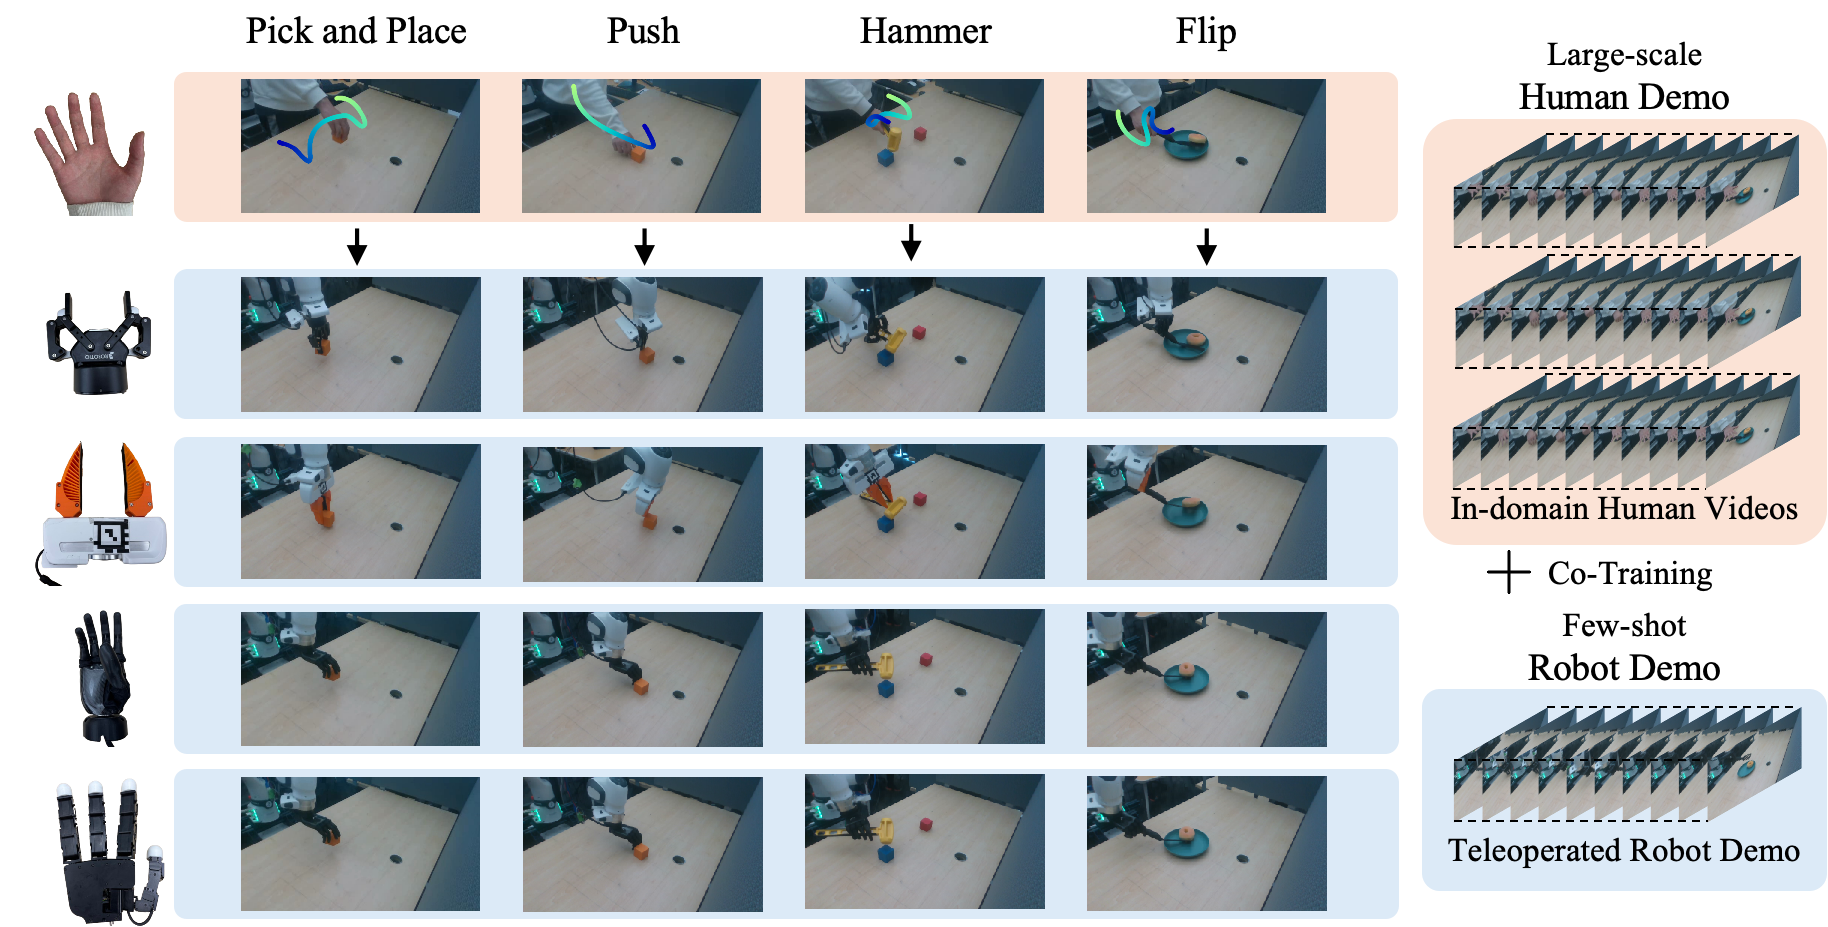 Pick and Place
Push
Hammer
Flip
Large-scale
Human Demo
In-domain Human Videos
Co-Training
Few-shot
Robot Demo
Teleoperated Robot Demo